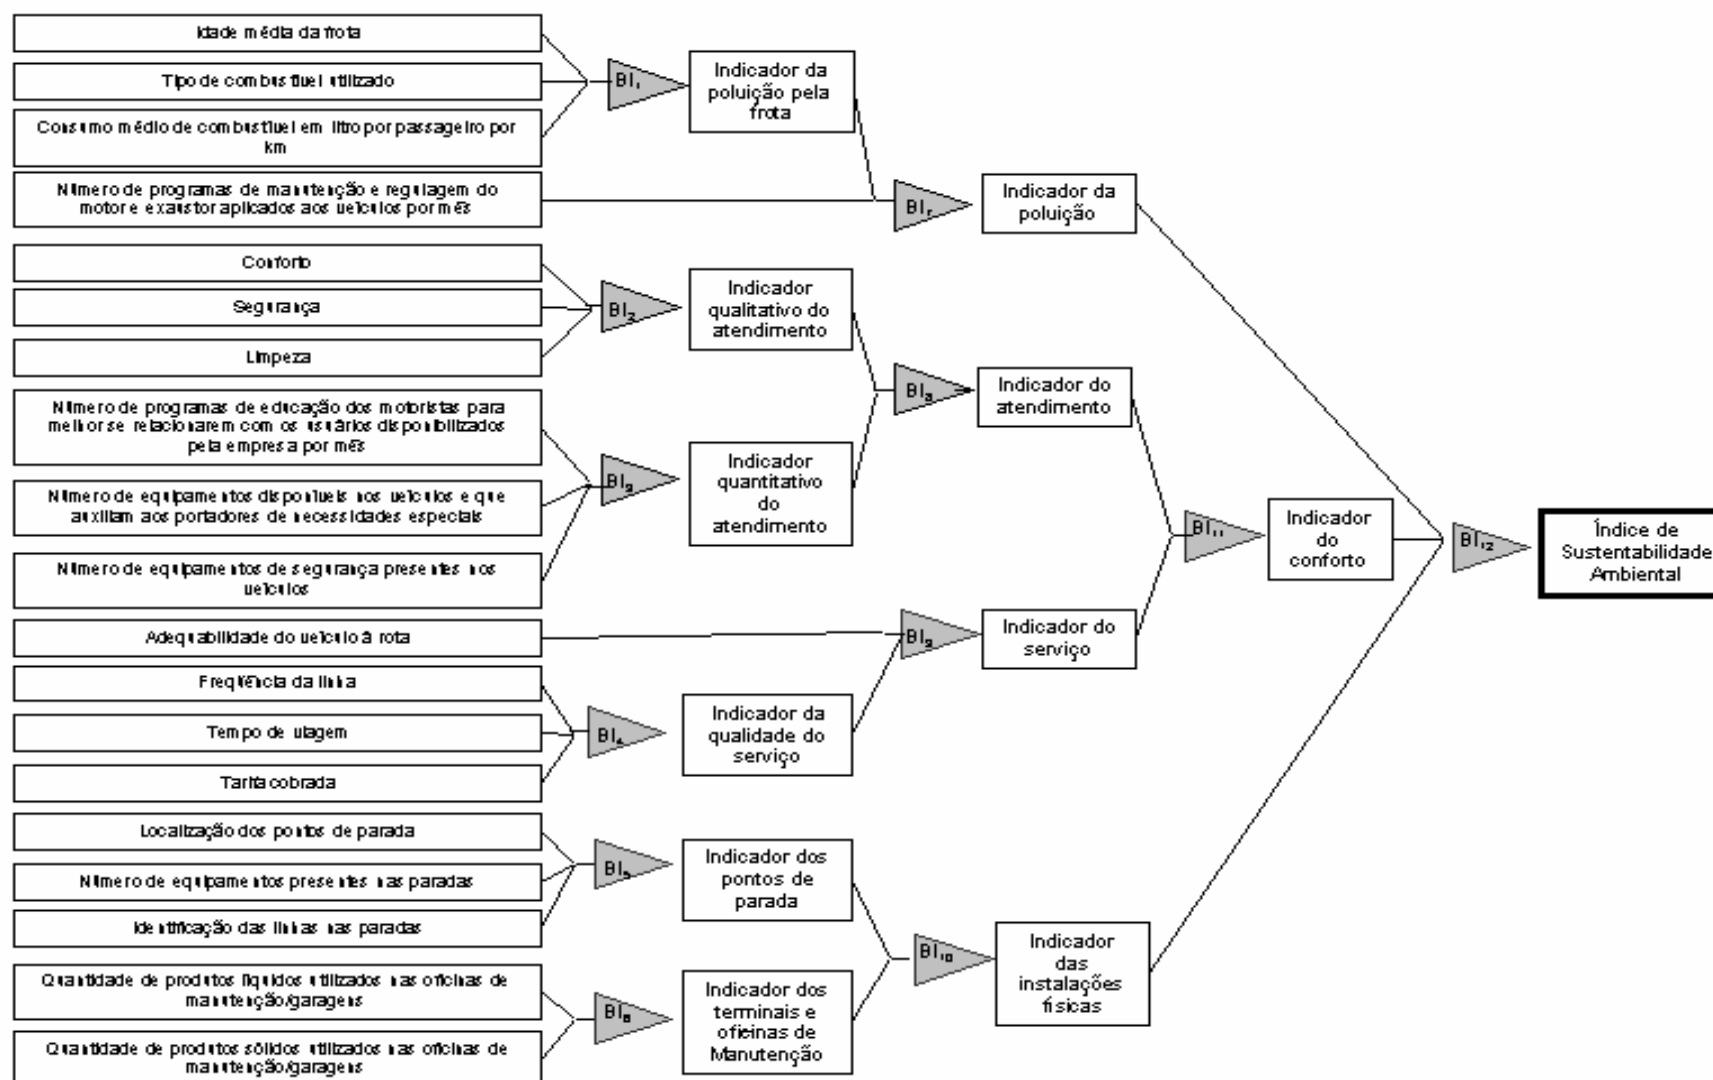 Idade média da frota
Tipo de combustível utilizado
Consumo médio de combustível em litro por passageiro por
km
Número de programas de manutenção e regulagem do
motor e exaustor aplicados aos veículos por mês
Conforto
Segurança
Limpeza
Número de programas de educação dos motoristas para
melhor se relacionarem com os usuários disponibilizados
pela empresa por mês
Número de equipamentos disponíveis nos veículos e que
auxiliam aos portadores de necessidades especiais
Número de equipamentos de segurança presentes nos
veículos
Adequabilidade do veículo à rota
Freqüência da linha
Tempo de viagem
Tarifa cobrada
Localização dos pontos de parada
Número de equipamentos presentes nas paradas
Identificação das linhas nas paradas
Quantidade de produtos líquidos utilizados nas oficinas de
manutenção/garagens
Quantidade de produtos sólidos utilizados nas oficinas de
manutenção/garagens
BI₁
BI₂
BI
BI₄
BI₅
BI
Indicador da
poluição pela
frota
Indicador
qualitativo do
atendimento
Indicador
quantitativo
do
atendimento
Indicador da
qualidade do
serviço
Indicador dos
pontos de
parada
Indicador dos
terminais e
oficinas de
Manutenção
BI
BI
BI
BI₁₀
Indicador da
poluição
Indicador do
atendimento
Indicador do
serviço
Indicador
das
instalações
físicas
BI₁₁
Indicador
do
conforto
BI₁₂
Índice de
Sustentabilidade
Ambiental